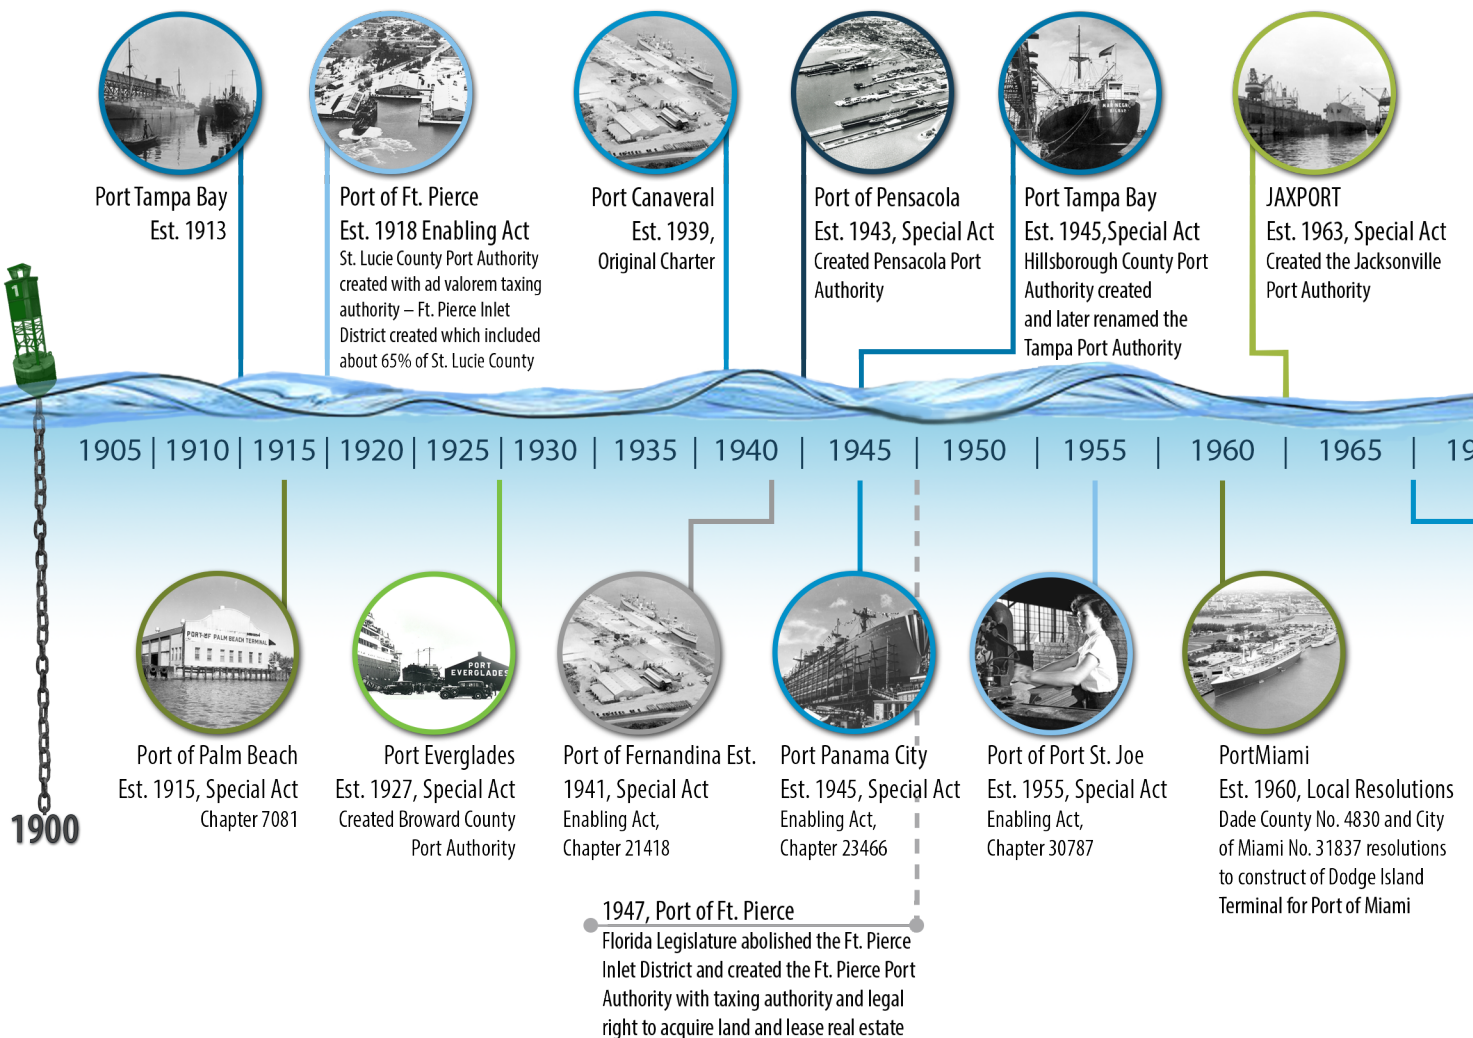 1
Port Tampa Bay
Est. 1913
Port of Ft. Pierce
Est. 1918 Enabling Act
St. Lucie County Port Authority
created with ad valorem taxing
authority – Ft. Pierce Inlet
District created which included
about 65% of St. Lucie County
Port Canaveral
Est. 1939,
Original Charter
Port of Pensacola
Est. 1943, Special Act
Created Pensacola Port
Authority
Port Tampa Bay
Est. 1945,Special Act
Hillsborough County Port
Authority created
and later renamed the
Tampa Port Authority
JAXPORT
Est. 1963, Special Act
Created the Jacksonville
Port Authority
1905 | 1910 | 1915 | 1920 | 1925 | 1930 | 1935 | 1940 | 1945 | 1950 | 1955 | 1960 | 1965 | 19
1900
PORT OF PALM BEACH TERMINAL
Port of Palm Beach
Est. 1915, Special Act
Chapter 7081
PORT
EVERGLADES
Port Everglades
Est. 1927, Special Act
Created Broward County
Port Authority
Port of Fernandina Est.
1941, Special Act
Enabling Act,
Chapter 21418
Port Panama City
Est. 1945, Special Act
Enabling Act,
Chapter 23466
Port of Port St. Joe
Est. 1955, Special Act
Enabling Act,
Chapter 30787
PortMiami
Est. 1960, Local Resolutions
Dade County No. 4830 and City
of Miami No. 31837 resolutions
to construct of Dodge Island
Terminal for Port of Miami
1947, Port of Ft. Pierce
Florida Legislature abolished the Ft. Pierce
Inlet District and created the Ft. Pierce Port
Authority with taxing authority and legal
right to acquire land and lease real estate